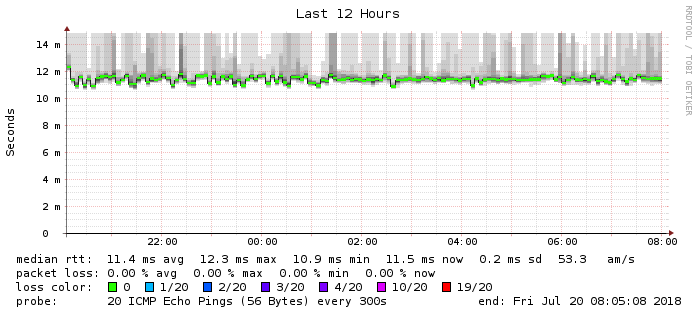 Last 12 Hours
RRDTOOL / TOBI OETIKER
Seconds
14 m
12 m
10 m
8 m
6 m
4 m
2 m
0
22:00 00:00 02:00 04:00 06:00 08:00
median rtt: 11.4 ms avg 12.3 ms max 10.9 ms min 11.5 ms now 0.2 ms sd 53.3 am/s
packet loss: 0.00 % avg 0.00 % max 0.00 % min 0.00 % now
loss color: 0 1/20 2/20 3/20 4/20 10/20 19/20
probe: 20 ICMP Echo Pings (56 Bytes) every 300s end: Fri Jul 20 08:05:08 2018